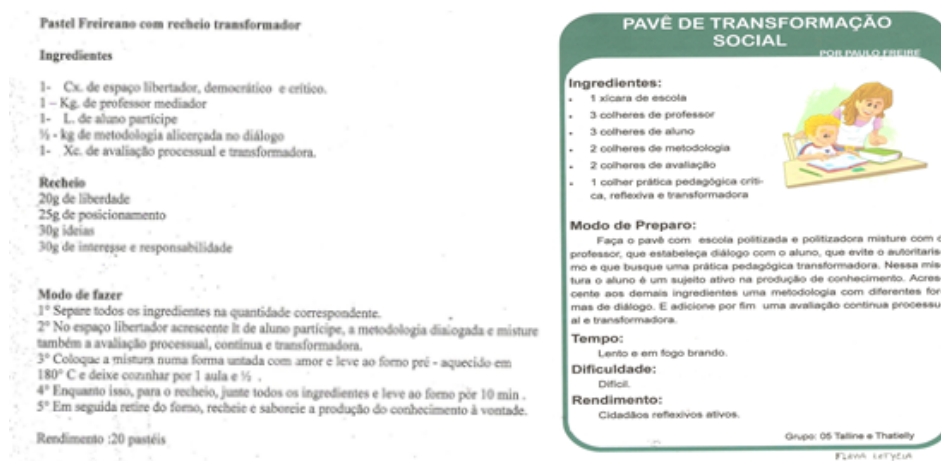 Pastel Freireano com recheio transformador
Ingredientes
1- Cx. de espaço libertador, democrático e crítico.
1 – Kg. de professor mediador
1- L. de aluno partícipe
½ - kg de metodologia alicerçada no diálogo
1- Xc. de avaliação processual e transformadora.
Recheio
20g de liberdade
25g de posicionamento
30g ideias
30g de interesse e responsabilidade
Modo de fazer
1° Separe todos os ingredientes na quantidade correspondente.
2° No espaço libertador acrescente lt de aluno partícipe, a metodologia dialogada e misture
também a avaliação processual, contínua e transformadora.
3° Coloque a mistura numa forma untada com amor e leve ao forno pré - aquecido em
180° C e deixe cozinhar por 1 aula e ½ .
4° Enquanto isso, para o recheio, junte todos os ingredientes e leve ao forno pôr 10 min .
5° Em seguida retire do forno, recheie e saboreie a produção do conhecimento à vontade.
Rendimento :20 pastéis
PAVÊ DE TRANSFORMAÇÃO
SOCIAL
POR PAULO FREIRE
Ingredientes:
• 1 xícara de escola
• 3 colheres de professor
• 3 colheres de aluno
• 2 colheres de metodologia
• 2 colheres de avaliação
• 1 colher prática pedagógica críti-
ca, reflexiva e transformadora
Modo de Preparo:
Faça o pavê com escola politizada e politizadora misture com o
professor, que estabeleça diálogo com o aluno, que evite o autoritaris-
mo e que busque uma prática pedagógica transformadora. Nessa mis-
tura o aluno é um sujeito ativo na produção de conhecimento. Acres-
cente aos demais ingredientes uma metodologia com diferentes for-
mas de diálogo. E adicione por fim uma avaliação continua processu-
al e transformadora.
Tempo:
Lento e em fogo brando.
Dificuldade:
Difícil.
Rendimento:
Cidadãos reflexivos ativos.
Grupo: 05 Talline e Thatielly